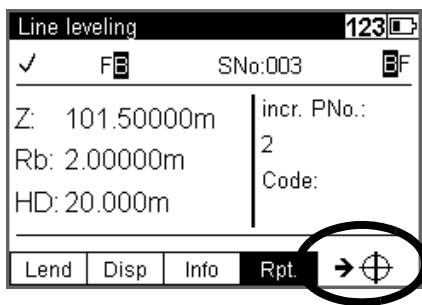 Line leveling 123
✓ FB SNo:003 BF
Z: 101.50000m
Rb: 2.00000m
HD: 20.000m
incr. PNo.:
2
Code:
Lend Disp Info Rpt. →